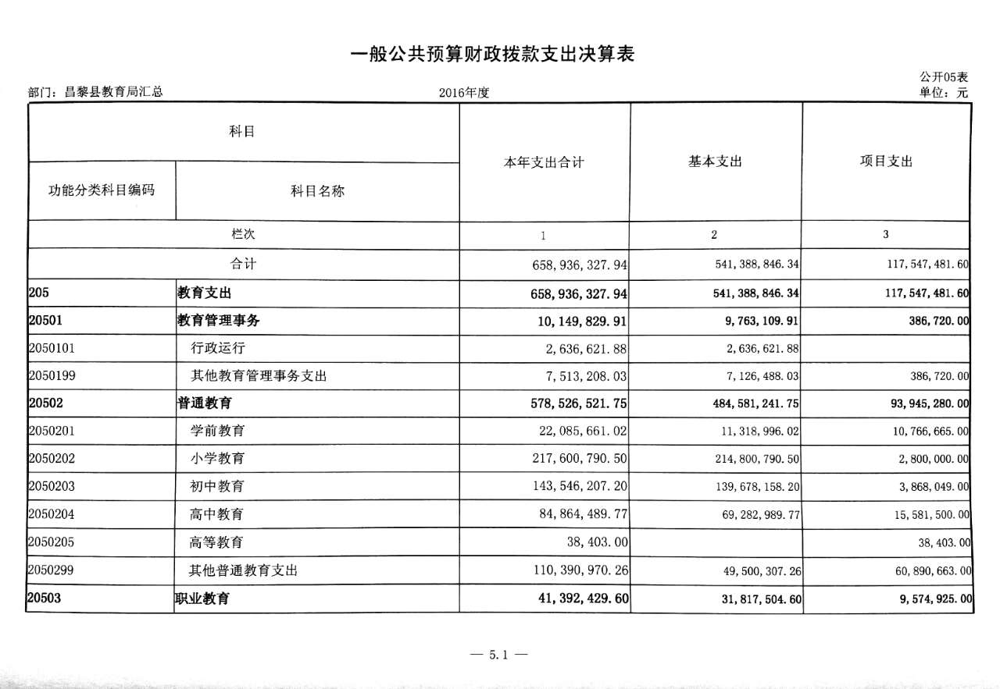 一般公共预算财政拨款支出决算表
公开05表
部门：昌黎县教育局汇总 2016年度 单位：元
科目 本年支出合计 基本支出 项目支出
功能分类科目编码 科目名称
栏次 1 2 3
合计 658,936,327.94 541,388,846.34 117,547,481.60
205 教育支出 658,936,327.94 541,388,846.34 117,547,481.60
20501 教育管理事务 10,149,829.91 9,763,109.91 386,720.00
2050101 行政运行 2,636,621.88 2,636,621.88
2050199 其他教育管理事务支出 7,513,208.03 7,126,488.03 386,720.00
20502 普通教育 578,526,521.75 484,581,241.75 93,945,280.00
2050201 学前教育 22,085,661.02 11,318,996.02 10,766,665.00
2050202 小学教育 217,600,790.50 214,800,790.50 2,800,000.00
2050203 初中教育 143,546,207.20 139,678,158.20 3,868,049.00
2050204 高中教育 84,864,489.77 69,282,989.77 15,581,500.00
2050205 高等教育 38,403.00 38,403.00
2050299 其他普通教育支出 110,390,970.26 49,500,307.26 60,890,663.00
20503 职业教育 41,392,429.60 31,817,504.60 9,574,925.00
— 5.1 —